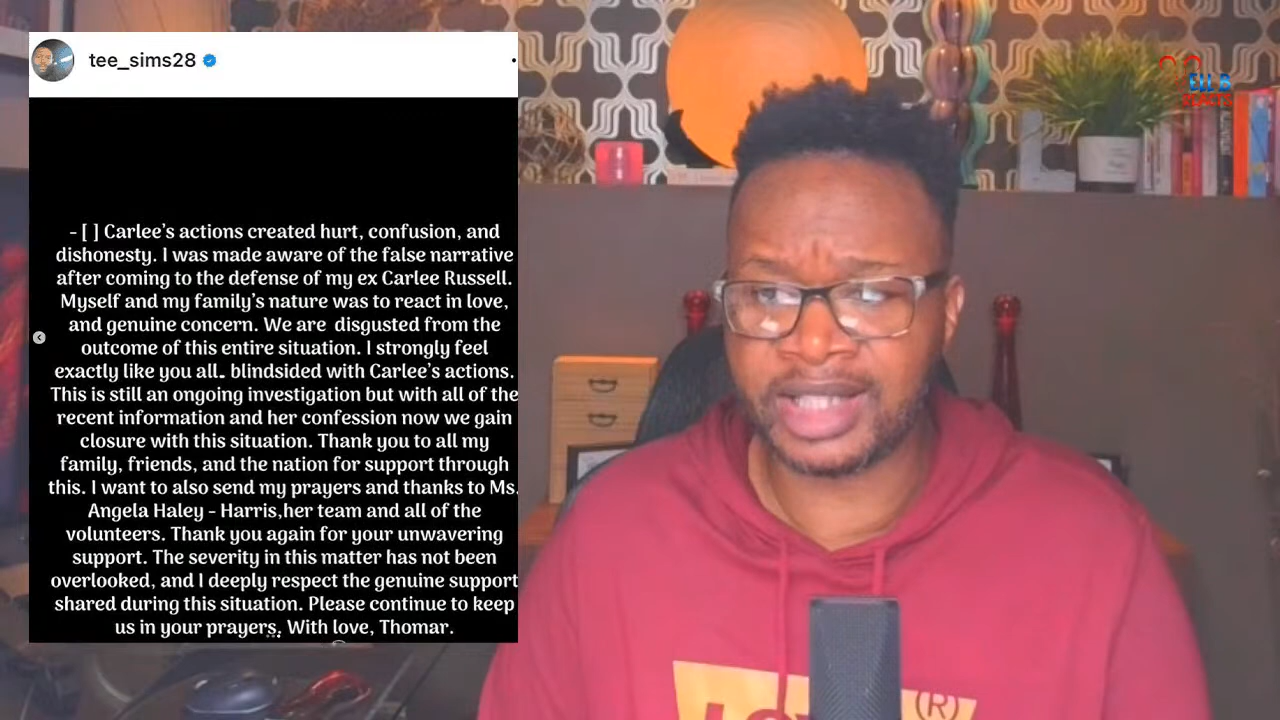 tee_sims28
- [ ] Carlee's actions created hurt, confusion, and
dishonesty. I was made aware of the false narrative
after coming to the defense of my ex Carlee Russell.
Myself and my family's nature was to react in love,
and genuine concern. We are disgusted from the
outcome of this entire situation. I strongly feel
exactly like you all.. blindsided with Carlee's actions.
This is still an ongoing investigation but with all of the
recent information and her confession now we gain
closure with this situation. Thank you to all my
family, friends, and the nation for support through
this. I want to also send my prayers and thanks to Ms.
Angela Haley - Harris,her team and all of the
volunteers. Thank you again for your unwavering
support. The severity in this matter has not been
overlooked, and I deeply respect the genuine support
shared during this situation. Please continue to keep
us in your prayers. With love, Thomar.
(R)